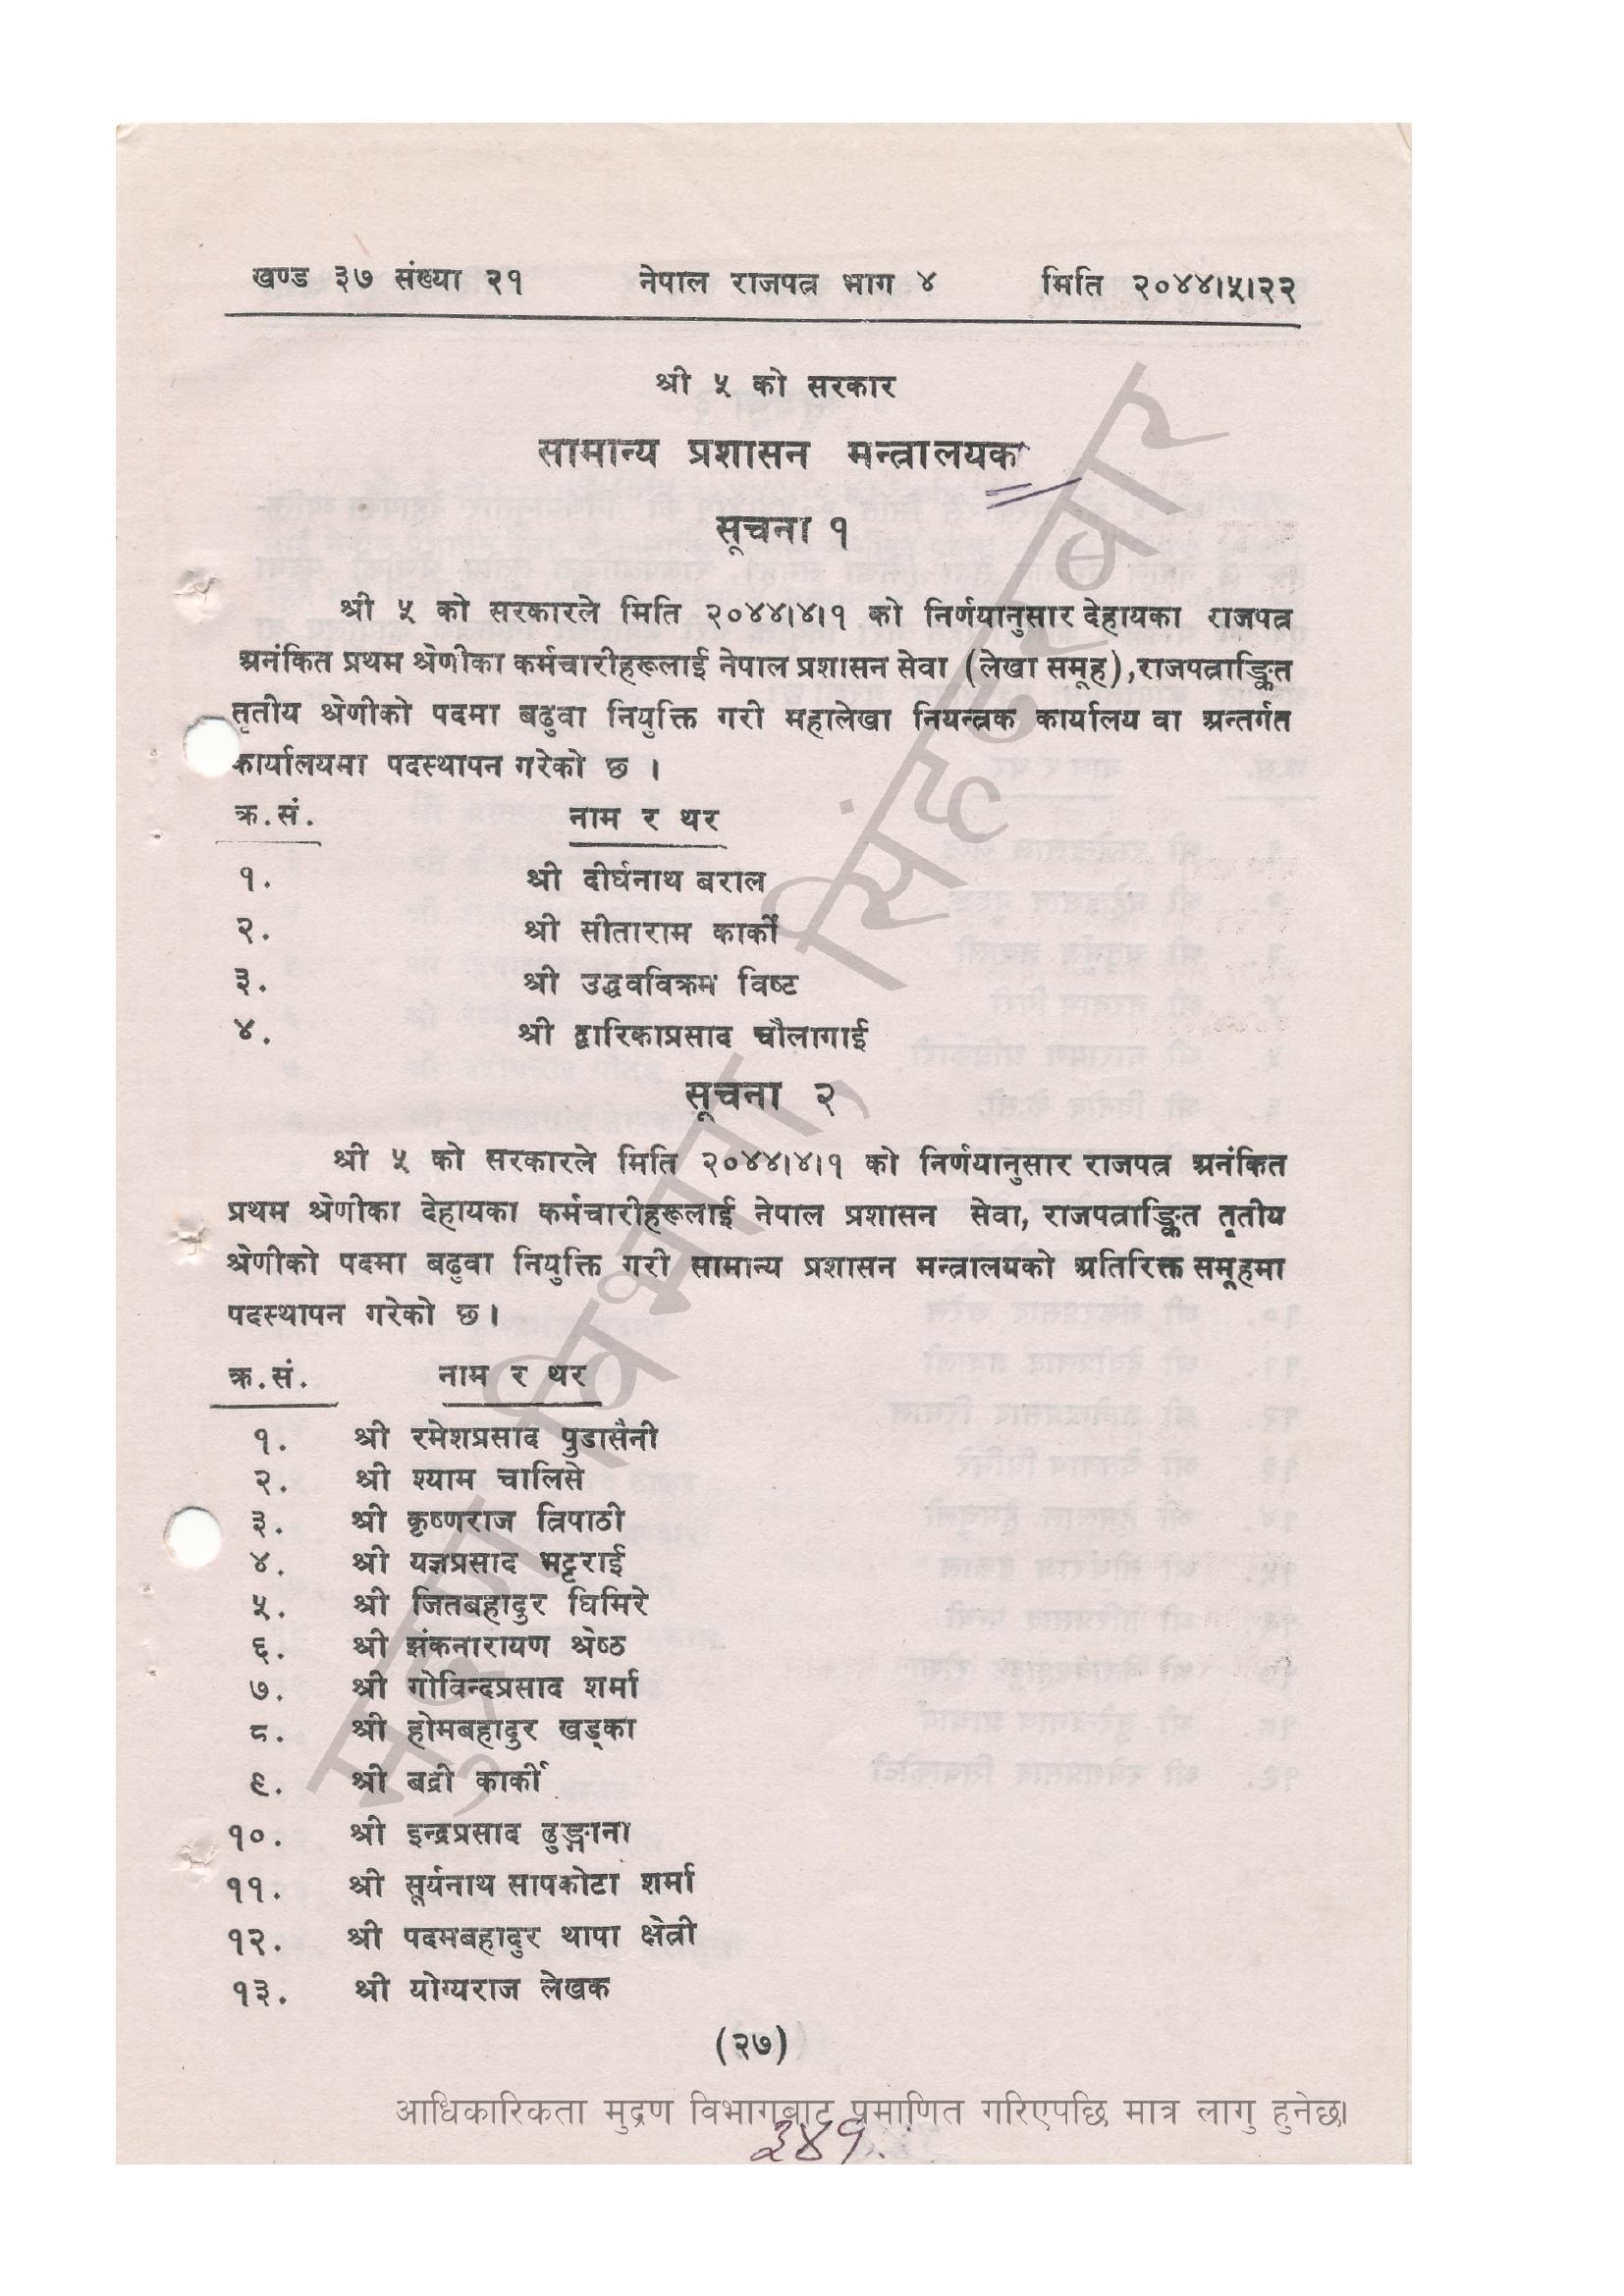 खण्ड ३७ संख्या २१ नेपाल राजपत्र भाग ४ मिति २०४४।५।२२
श्री ५ को सरकार
सामान्य प्रशासन मन्त्रालयक
सूचना १
श्री ५ को सरकारले मिति २०४४।४।१ को निर्णयानुसार देहायका राजपत्र
अनंकित प्रथम श्रेणीका कर्मचारीहरूलाई नेपाल प्रशासन सेवा (लेखा समूह),राजपत्राङ्कित
तृतीय श्रेणीको पदमा बढुवा नियुक्ति गरी महालेखा नियन्त्रक कार्यालय वा अन्तर्गत
कार्यालयमा पदस्थापन गरेको छ ।
क्र.सं. नाम र थर
१. श्री दीर्घनाथ बराल
२. श्री सीताराम कार्की
३. श्री उद्धवविक्रम विष्ट
४. श्री द्वारिकाप्रसाद चौलागाई
सूचना २
श्री ५ को सरकारले मिति २०४४।४।१ को निर्णयानुसार राजपत्र अनंकित
प्रथम श्रेणीका देहायका कर्मचारीहरूलाई नेपाल प्रशासन सेवा, राजपत्राङ्कित तृतीय
श्रेणीको पदमा बढुवा नियुक्ति गरी सामान्य प्रशासन मन्त्रालयको अतिरिक्त समूहमा
पदस्थापन गरेको छ ।
क्र.सं. नाम र थर
१. श्री रमेशप्रसाद पुडासैनी
२. श्री श्याम चालिसे
३. श्री कृष्णराज त्रिपाठी
४. श्री यज्ञप्रसाद भट्टराई
५. श्री जितबहादुर घिमिरे
६. श्री झंकनारायण श्रेष्ठ
७. श्री गोविन्दप्रसाद शर्मा
८. श्री होमबहादुर खड्का
९. श्री बद्री कार्की
१०. श्री इन्द्रप्रसाद ढुङ्गाना
११. श्री सूर्यनाथ सापकोटा शर्मा
१२. श्री पदमबहादुर थापा क्षेत्री
१३. श्री योग्यराज लेखक
(२७)
आधिकारिकता मुद्रण विभागबाट प्रमाणित गरिएपछि मात्र लागु हुनेछ।
३४१.
मुद्रण विभाग, सिंहदरबार